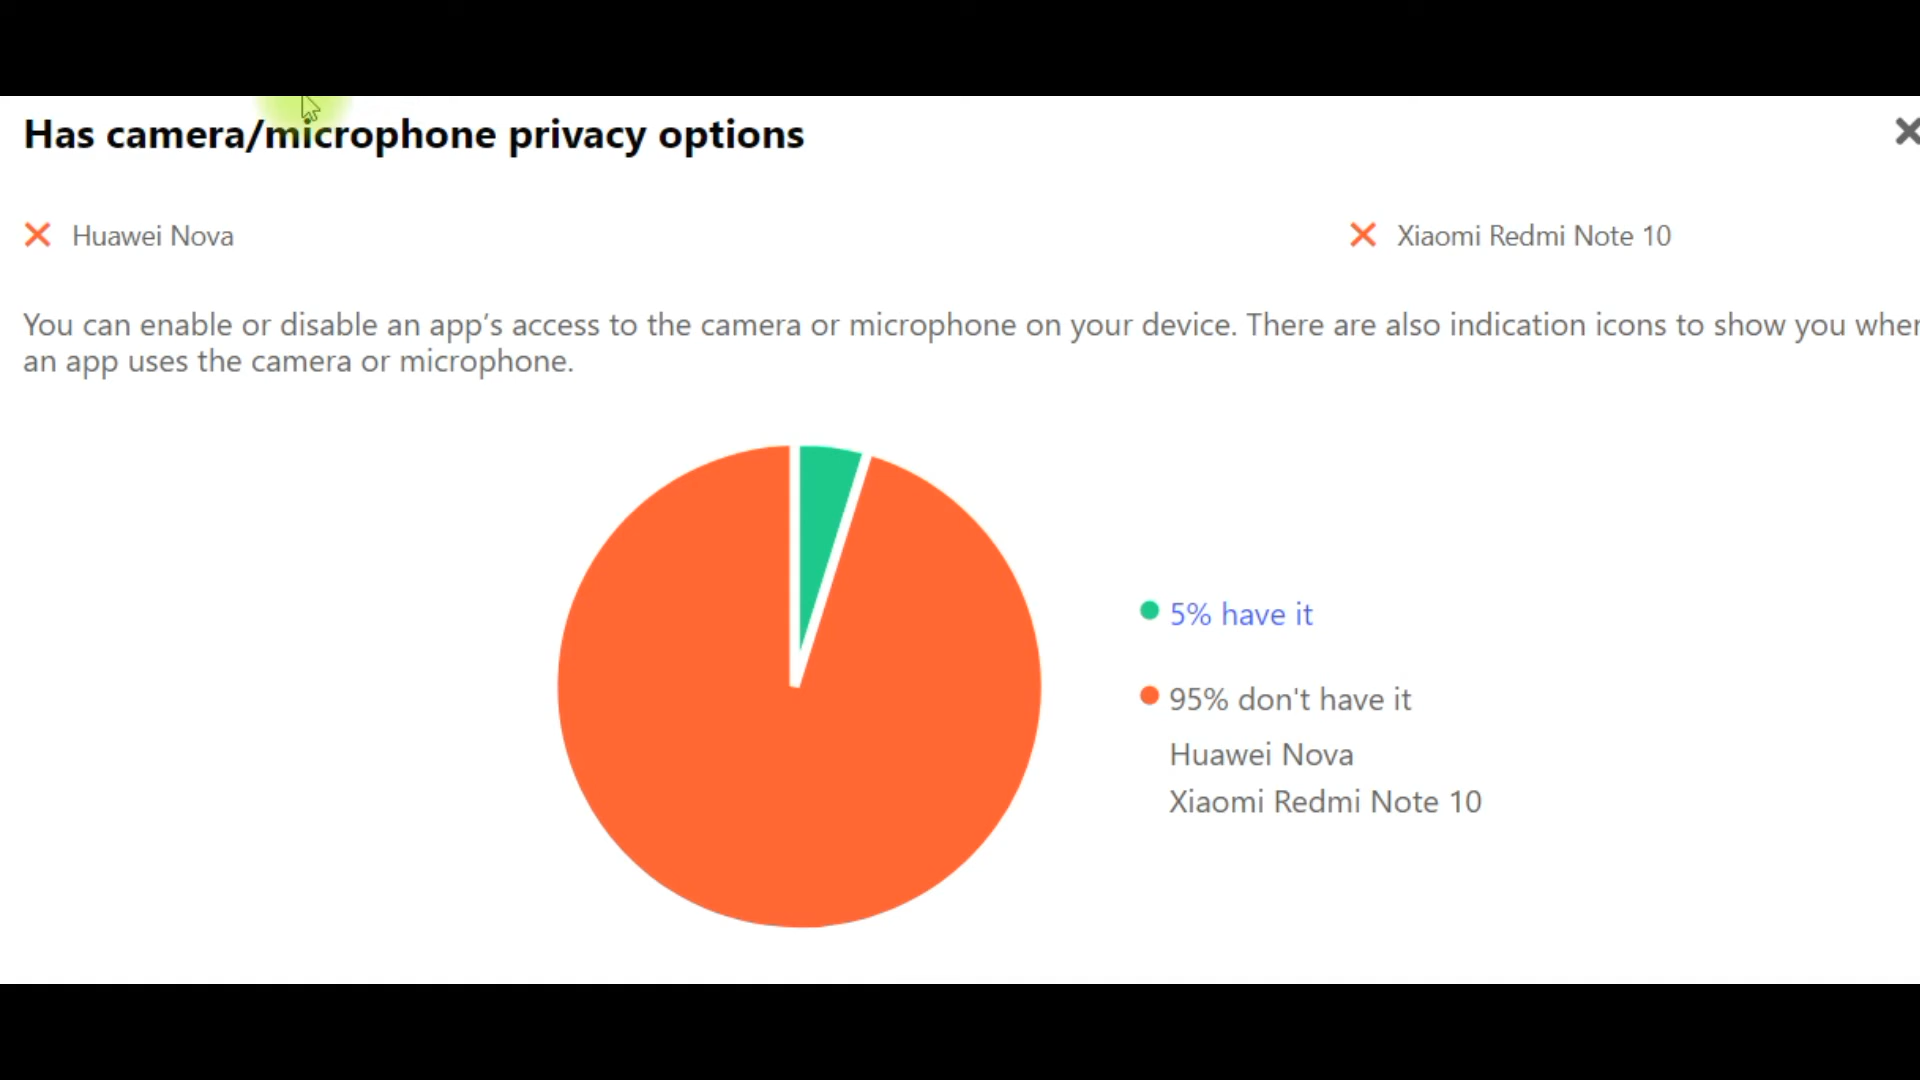 Has camera/microphone privacy options
Huawei Nova
Xiaomi Redmi Note 10
You can enable or disable an app’s access to the camera or microphone on your device. There are also indication icons to show you when
an app uses the camera or microphone.
5% have it
95% don't have it
Huawei Nova
Xiaomi Redmi Note 10